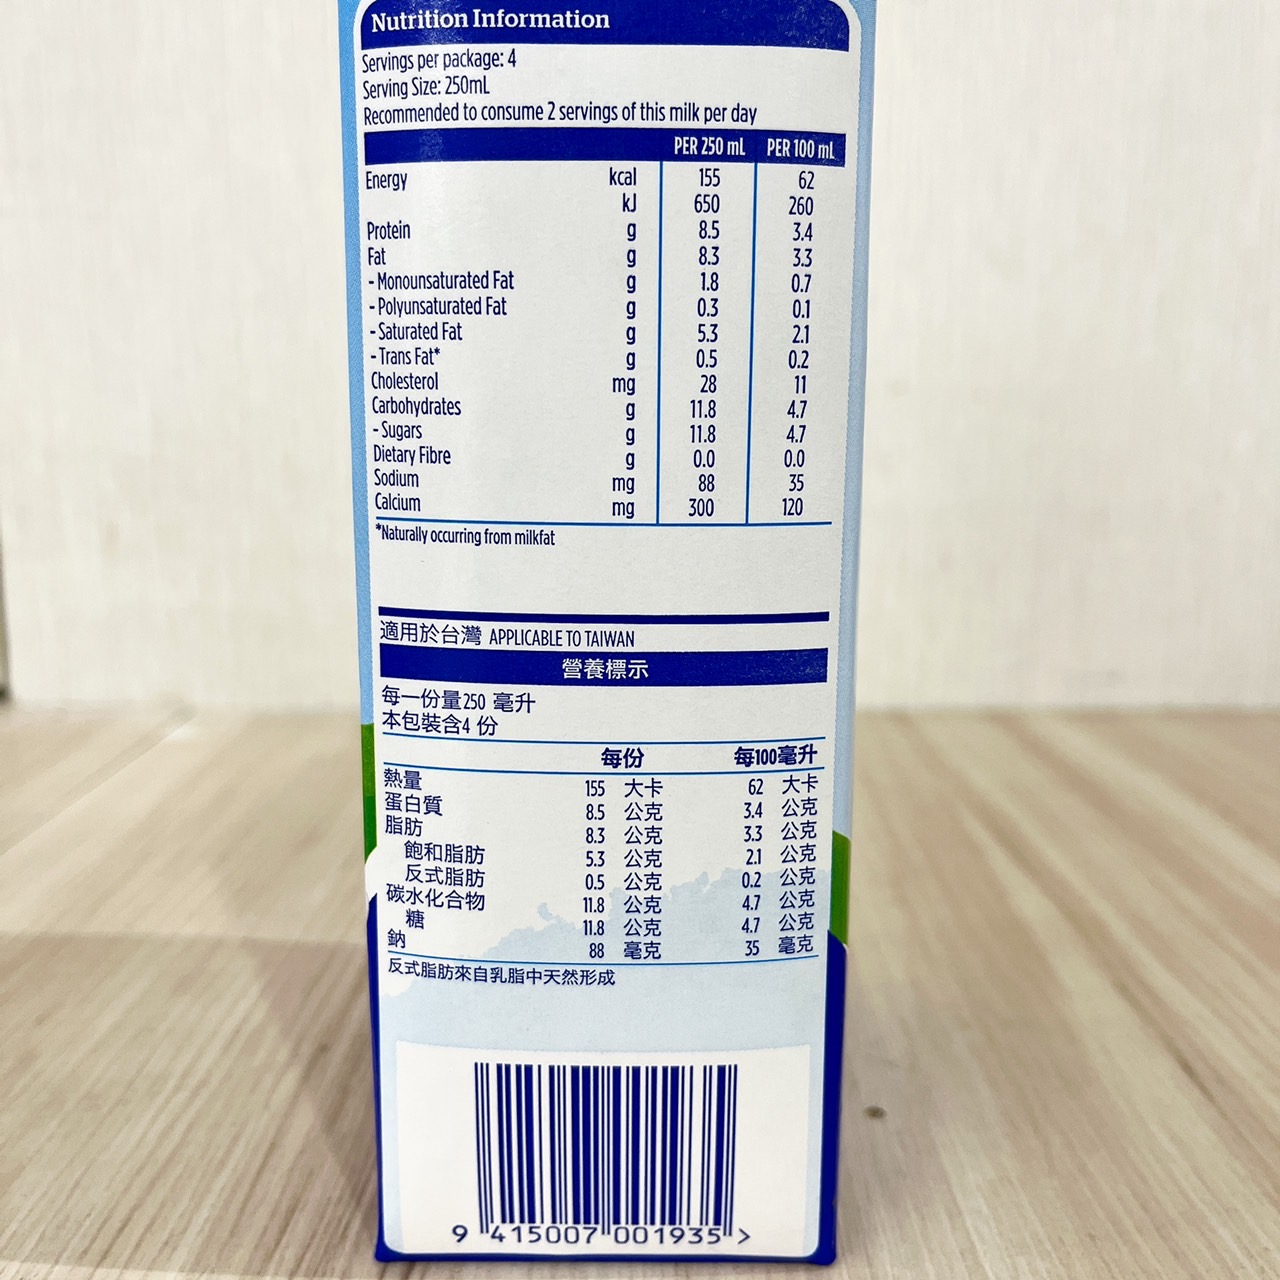 Nutrition Information
Servings per package: 4
Serving Size: 250mL
Recommended to consume 2 servings of this milk per day
PER 250 mL PER 100 mL
Energy kcal 155 62
kJ 650 260
Protein g 8.5 3.4
Fat g 8.3 3.3
- Monounsaturated Fat g 1.8 0.7
- Polyunsaturated Fat g 0.3 0.1
- Saturated Fat g 5.3 2.1
- Trans Fat* g 0.5 0.2
Cholesterol mg 28 11
Carbohydrates g 11.8 4.7
- Sugars g 11.8 4.7
Dietary Fibre g 0.0 0.0
Sodium mg 88 35
Calcium mg 300 120
*Naturally occurring from milkfat
適用於台灣 APPLICABLE TO TAIWAN
營養標示
每一份量250 毫升
本包裝含4 份
每份 每100毫升
熱量 155 大卡 62 大卡
蛋白質 8.5 公克 3.4 公克
脂肪 8.3 公克 3.3 公克
飽和脂肪 5.3 公克 2.1 公克
反式脂肪 0.5 公克 0.2 公克
碳水化合物 11.8 公克 4.7 公克
糖 11.8 公克 4.7 公克
鈉 88 毫克 35 毫克
反式脂肪來自乳脂中天然形成
9 415007 001935 >